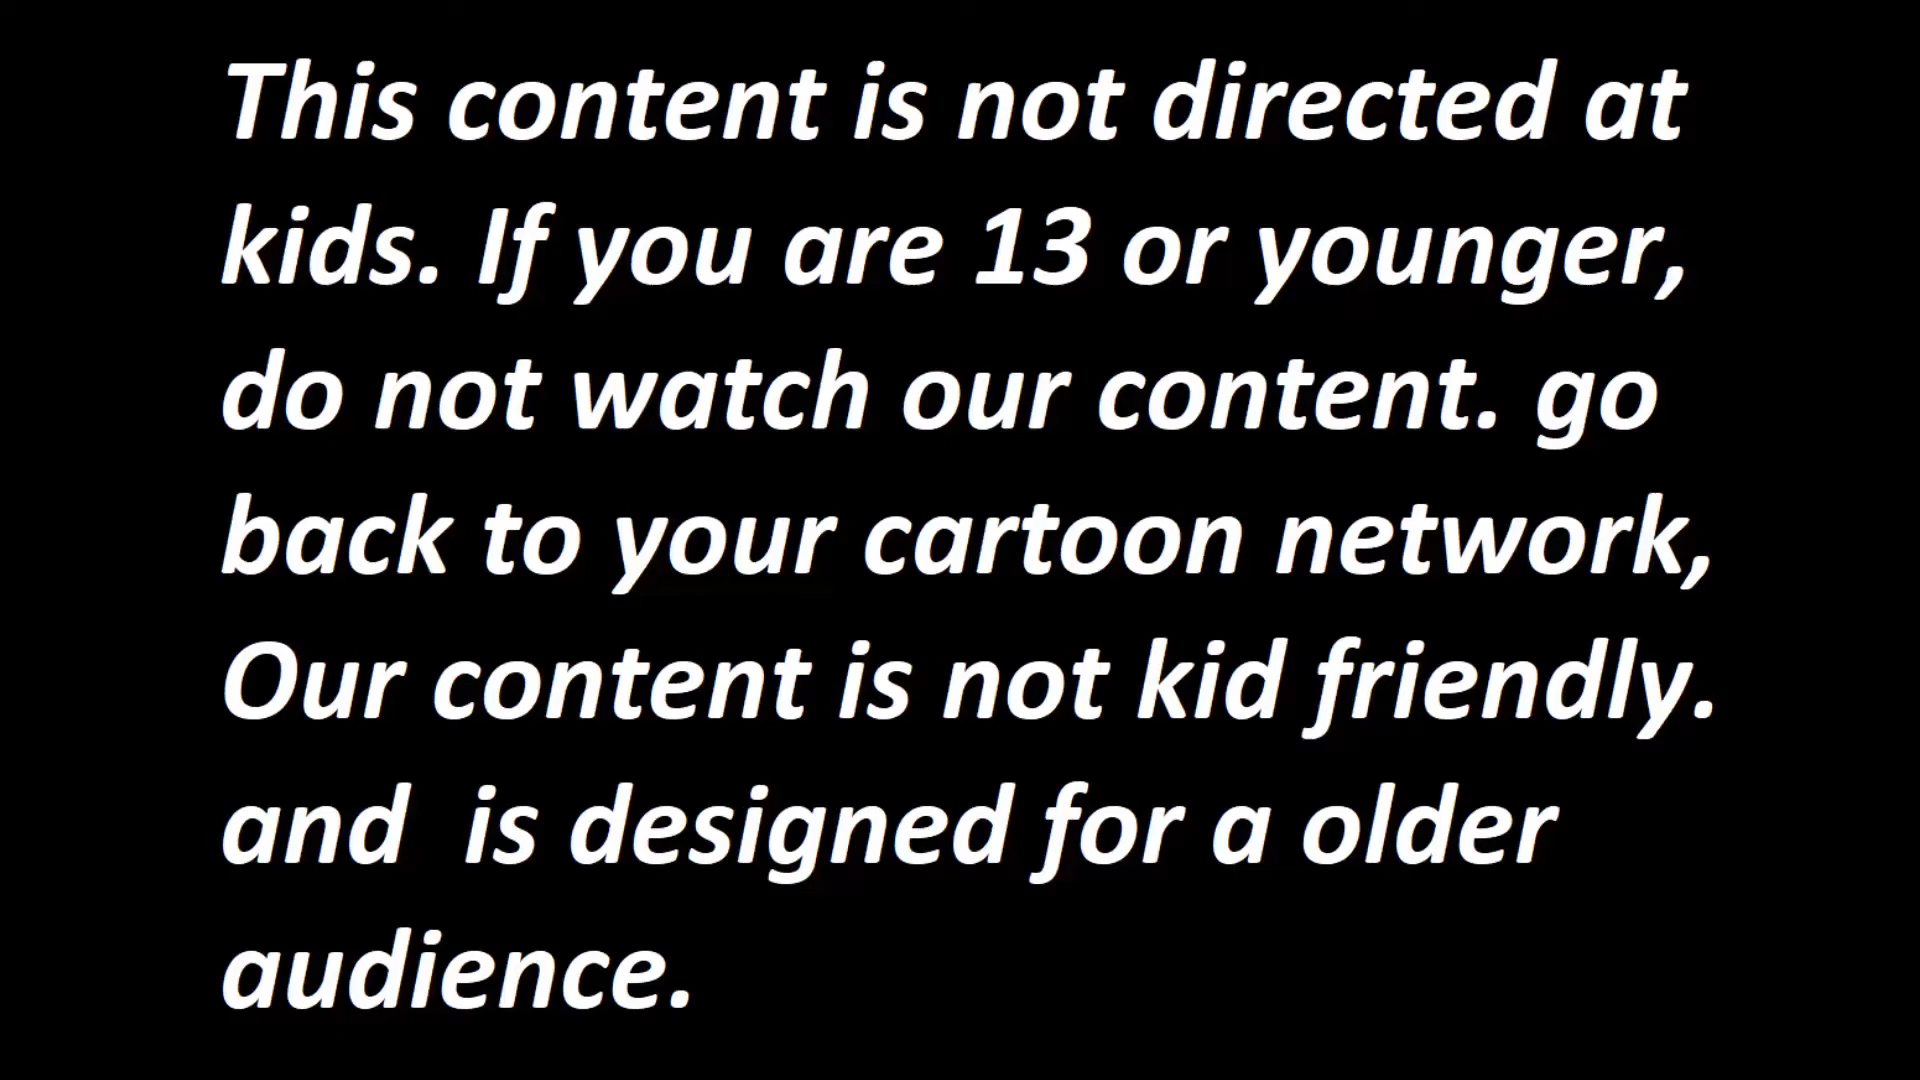 This content is not directed at
kids. If you are 13 or younger,
do not watch our content. go
back to your cartoon network,
Our content is not kid friendly.
and  is designed for a older
audience.